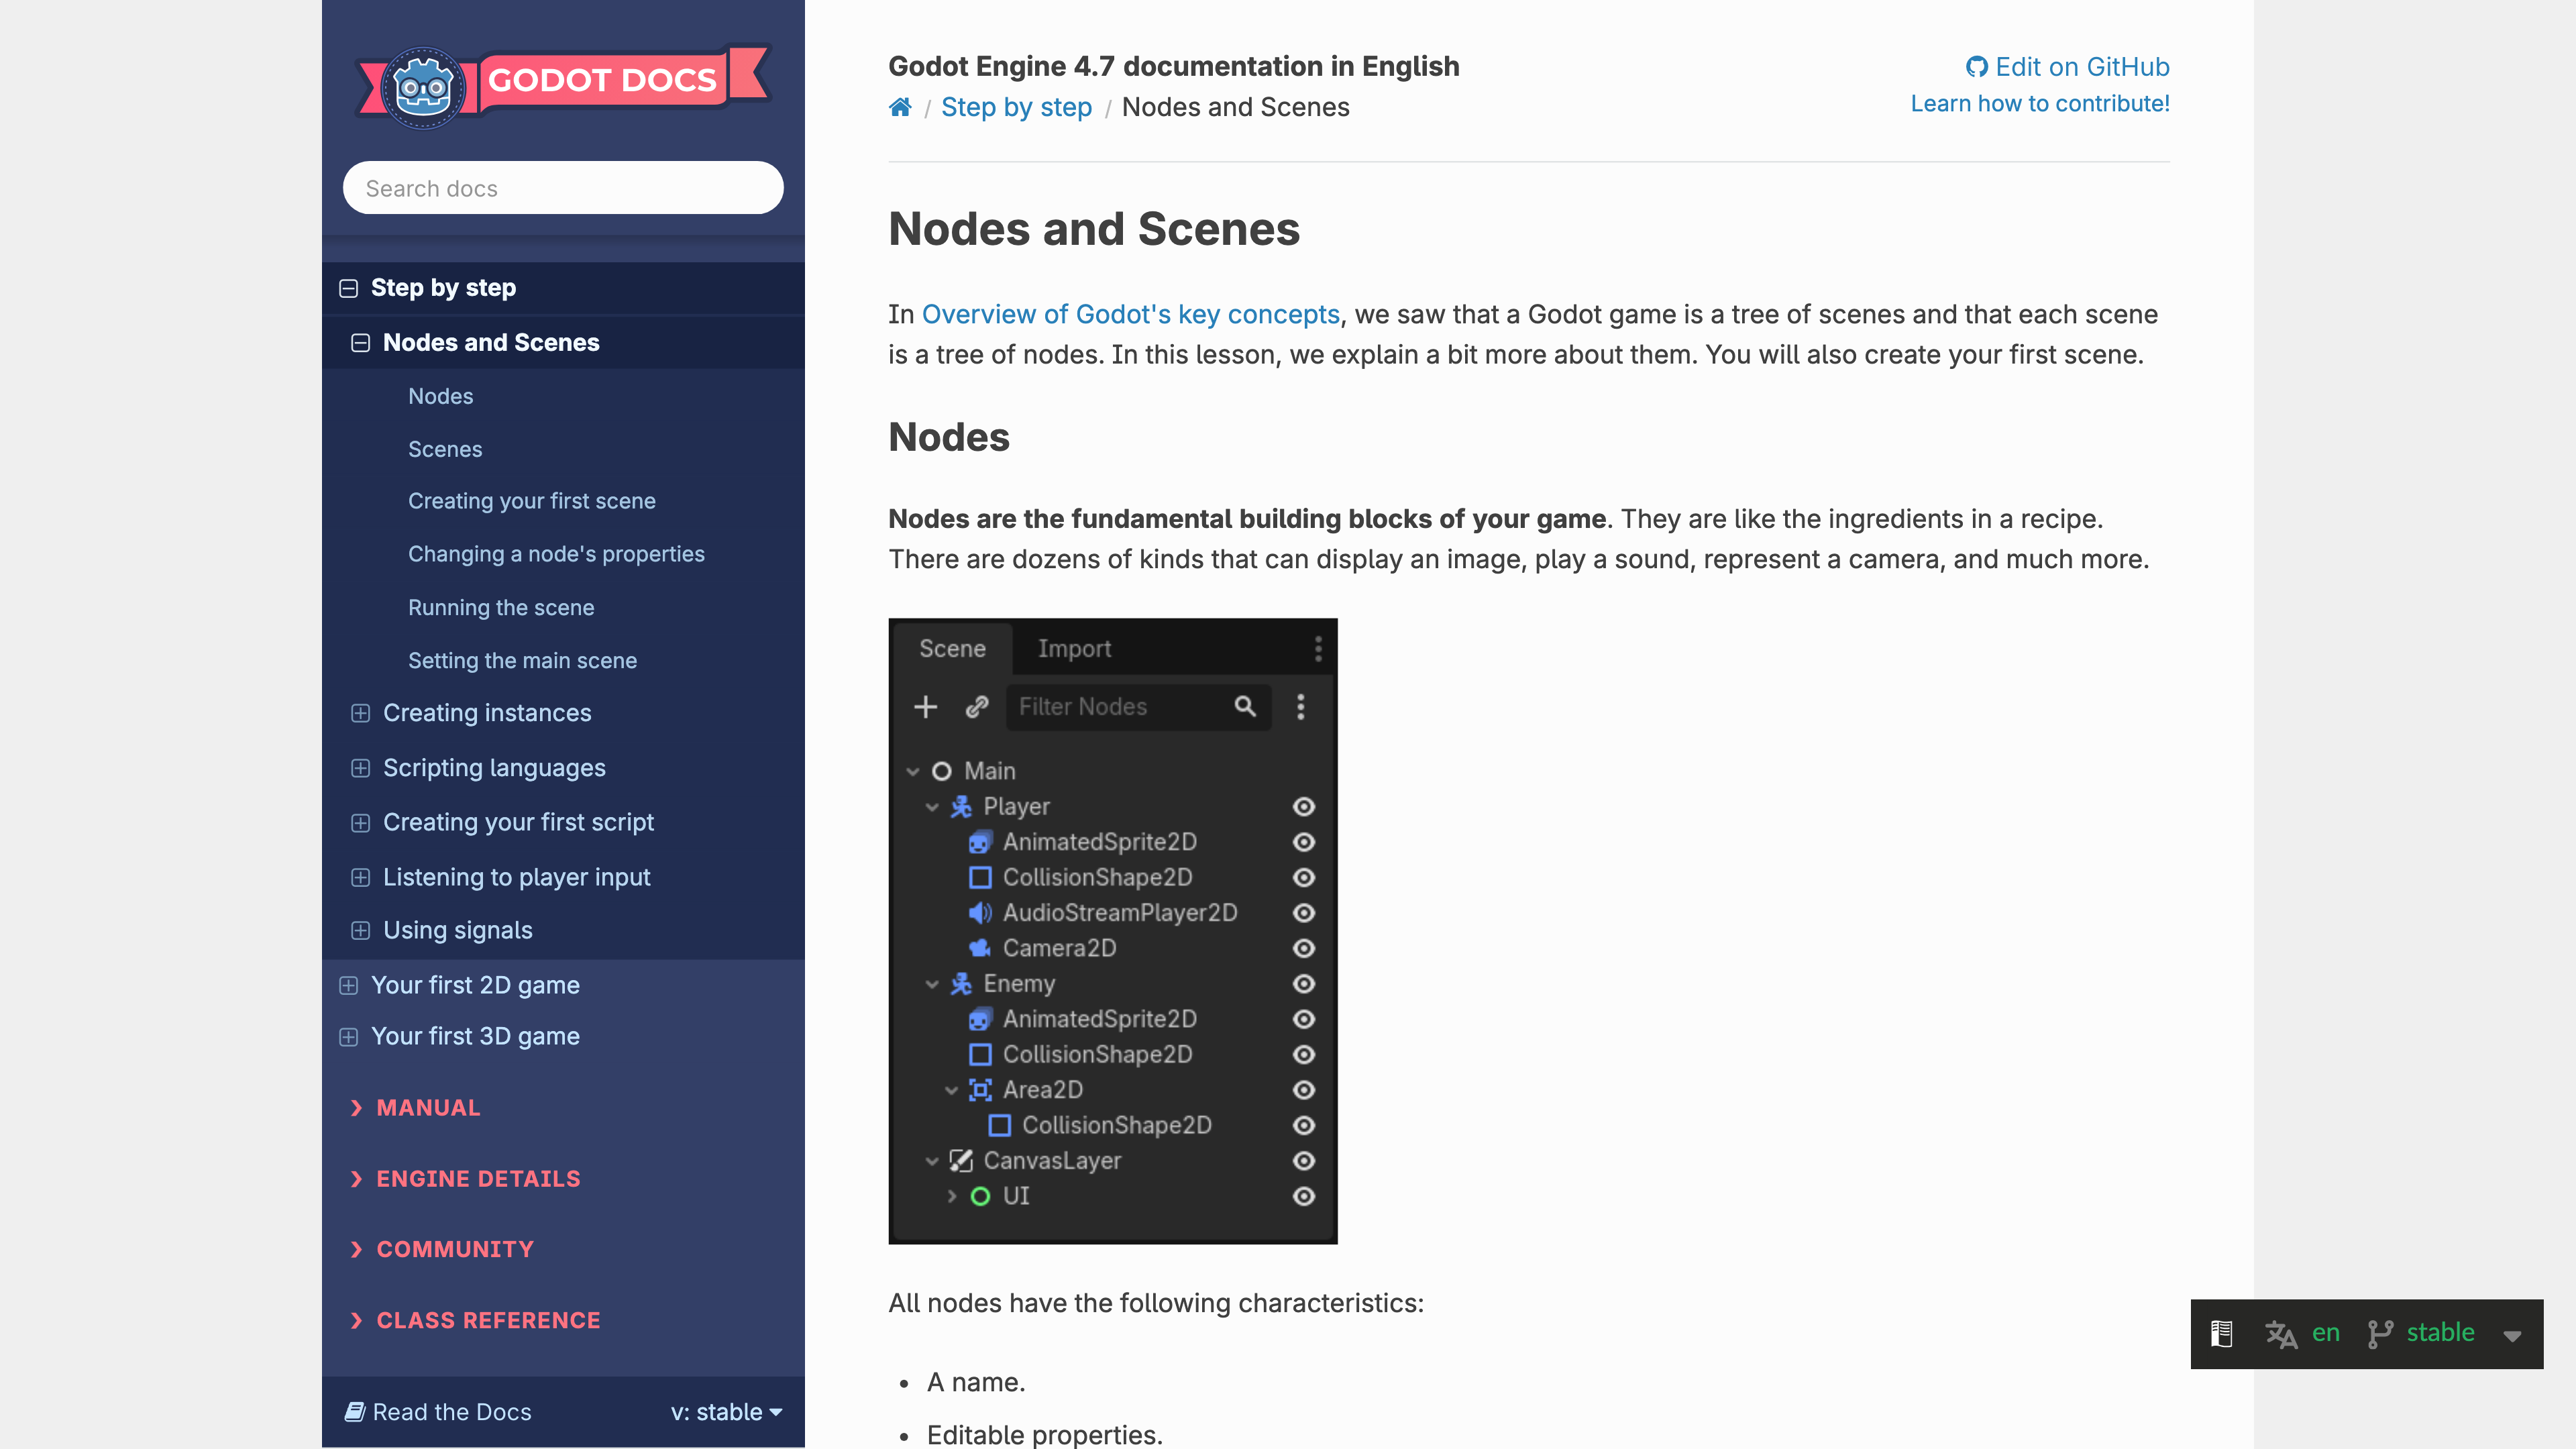 GODOT DOCS
Search docs
Step by step
Nodes and Scenes
Nodes
Scenes
Creating your first scene
Changing a node's properties
Running the scene
Setting the main scene
Creating instances
Scripting languages
Creating your first script
Listening to player input
Using signals
Your first 2D game
Your first 3D game
MANUAL
ENGINE DETAILS
COMMUNITY
CLASS REFERENCE
Read the Docs
v: stable
Godot Engine 4.7 documentation in English
/ Step by step / Nodes and Scenes
Edit on GitHub
Learn how to contribute!
Nodes and Scenes
In Overview of Godot's key concepts, we saw that a Godot game is a tree of scenes and that each scene
is a tree of nodes. In this lesson, we explain a bit more about them. You will also create your first scene.
Nodes
Nodes are the fundamental building blocks of your game. They are like the ingredients in a recipe.
There are dozens of kinds that can display an image, play a sound, represent a camera, and much more.
Scene
Import
Filter Nodes
Main
Player
AnimatedSprite2D
CollisionShape2D
AudioStreamPlayer2D
Camera2D
Enemy
AnimatedSprite2D
CollisionShape2D
Area2D
CollisionShape2D
CanvasLayer
UI
All nodes have the following characteristics:
• A name.
• Editable properties.
en
stable